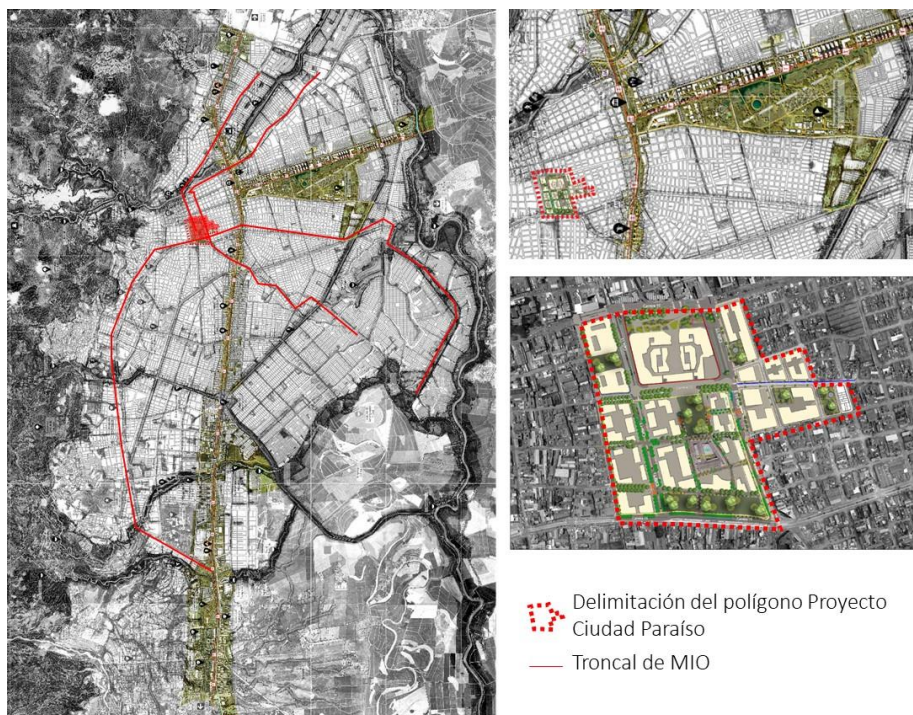 Delimitación del polígono Proyecto
Ciudad Paraíso
Troncal de MIO